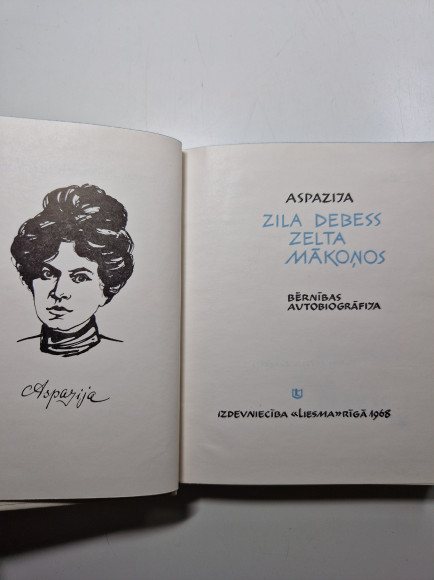 Aspazija
ASPAZIJA
ZILA DEBESS
ZELTA
MĀKOŅOS
BĒRNĪBAS
AUTOBIOGRĀFIJA
IZDEVNIECĪBA «LIESMA» RĪGĀ 1968